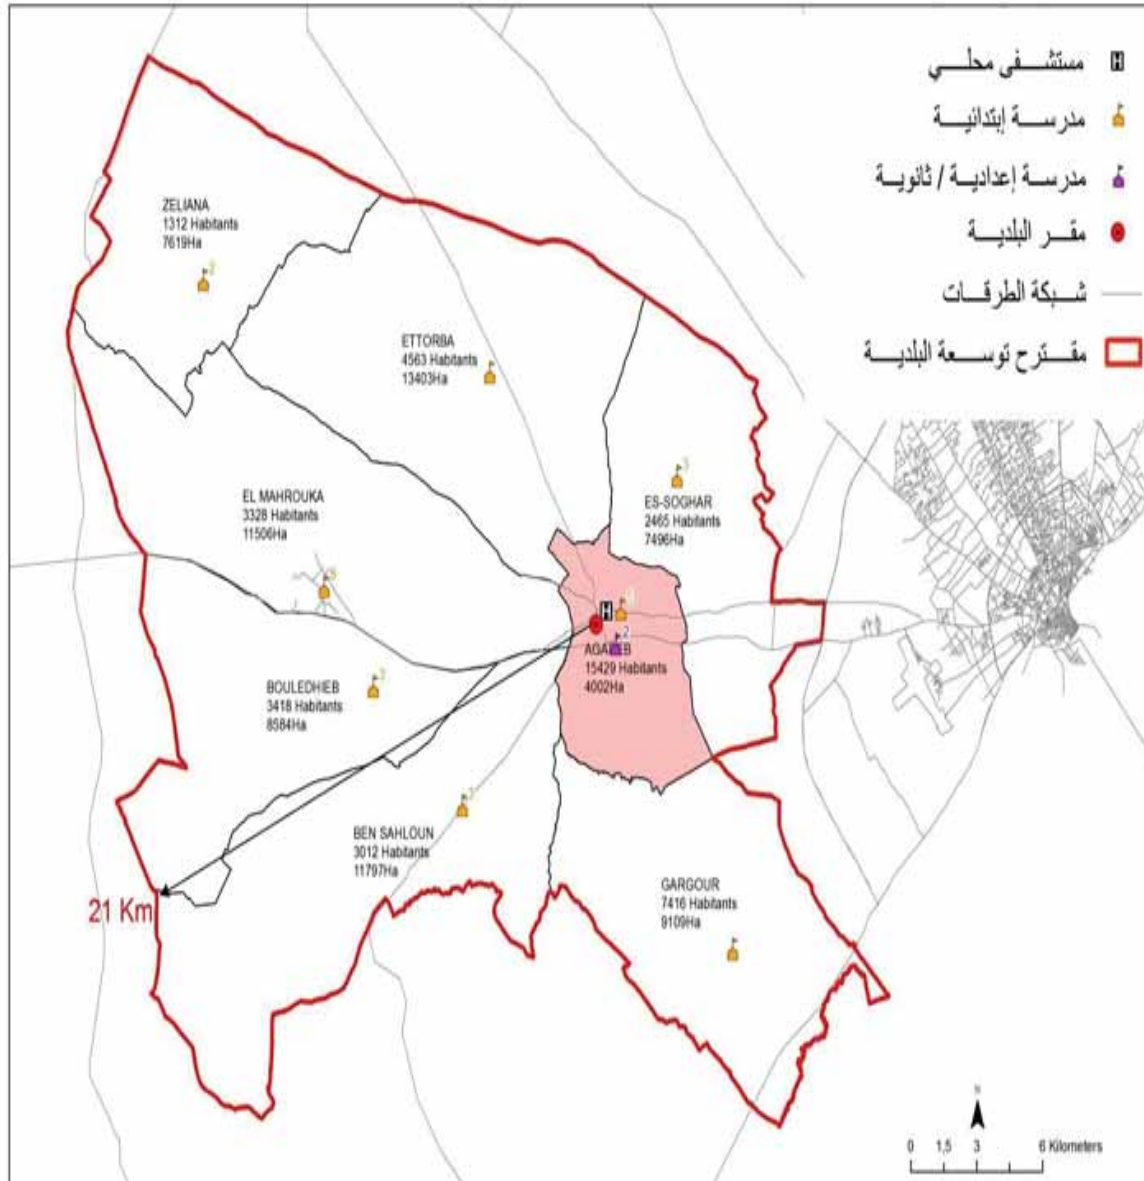 مستشفى محلي
مدرسة إبتدائية
مدرسة إعدادية / ثانوية
مقر البلدية
شبكة الطرقات
مقترح توسعة البلدية
ZELIANA
1312 Habitants
7619Ha
2
ETTORBA
4563 Habitants
13403Ha
ES-SOGHAR
2465 Habitants
7496Ha
EL MAHROUKA
3328 Habitants
11506Ha
H
2
15429 Habitants
4002Ha
BOULEDHIEB
3418 Habitants
8584Ha
BEN SAHLOUN
3012 Habitants
11797Ha
GARGOUR
7416 Habitants
9109Ha
21 Km
N
0 1,5 3 6 Kilometers